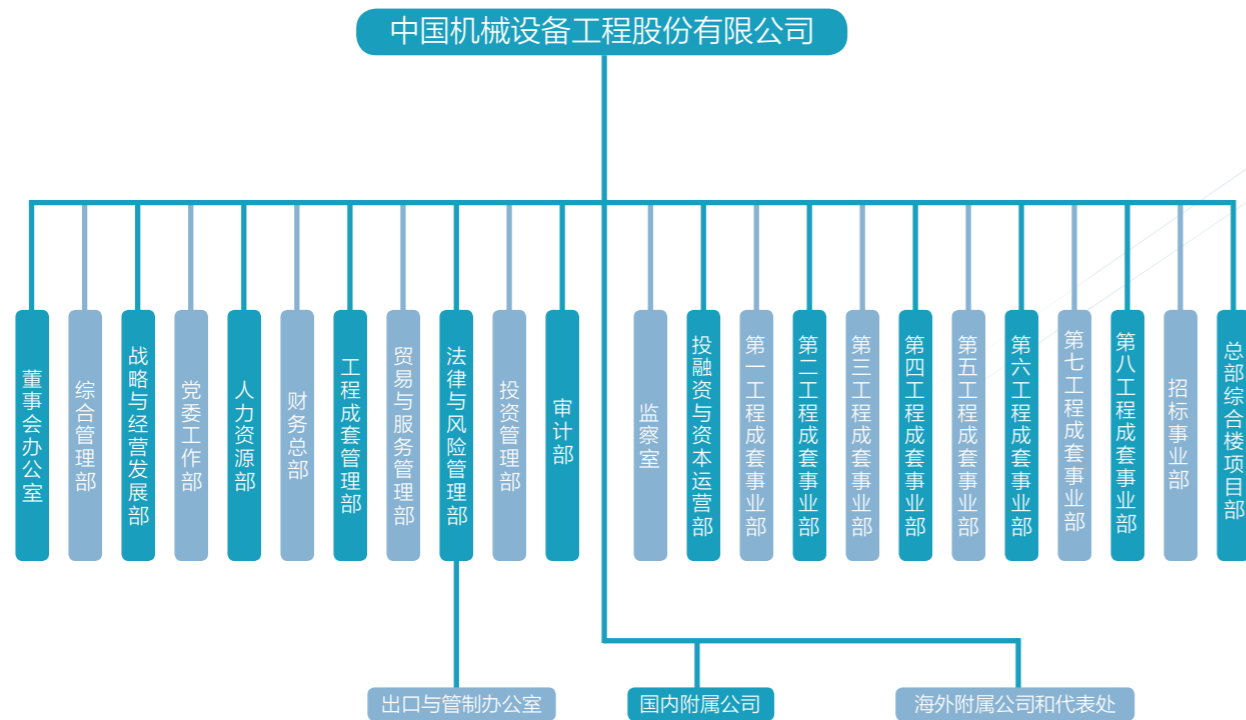 中国机械设备工程股份有限公司
董事会办公室
综合管理部
战略与经营发展部
党委工作部
人力资源部
财务总部
工程成套管理部
贸易与服务管理部
法律与风险管理部
投资管理部
审计部
监察室
投融资与资本运营部
第一工程成套事业部
第二工程成套事业部
第三工程成套事业部
第四工程成套事业部
第五工程成套事业部
第六工程成套事业部
第七工程成套事业部
第八工程成套事业部
招标事业部
总部综合楼项目部
出口与管制办公室
国内附属公司
海外附属公司和代表处